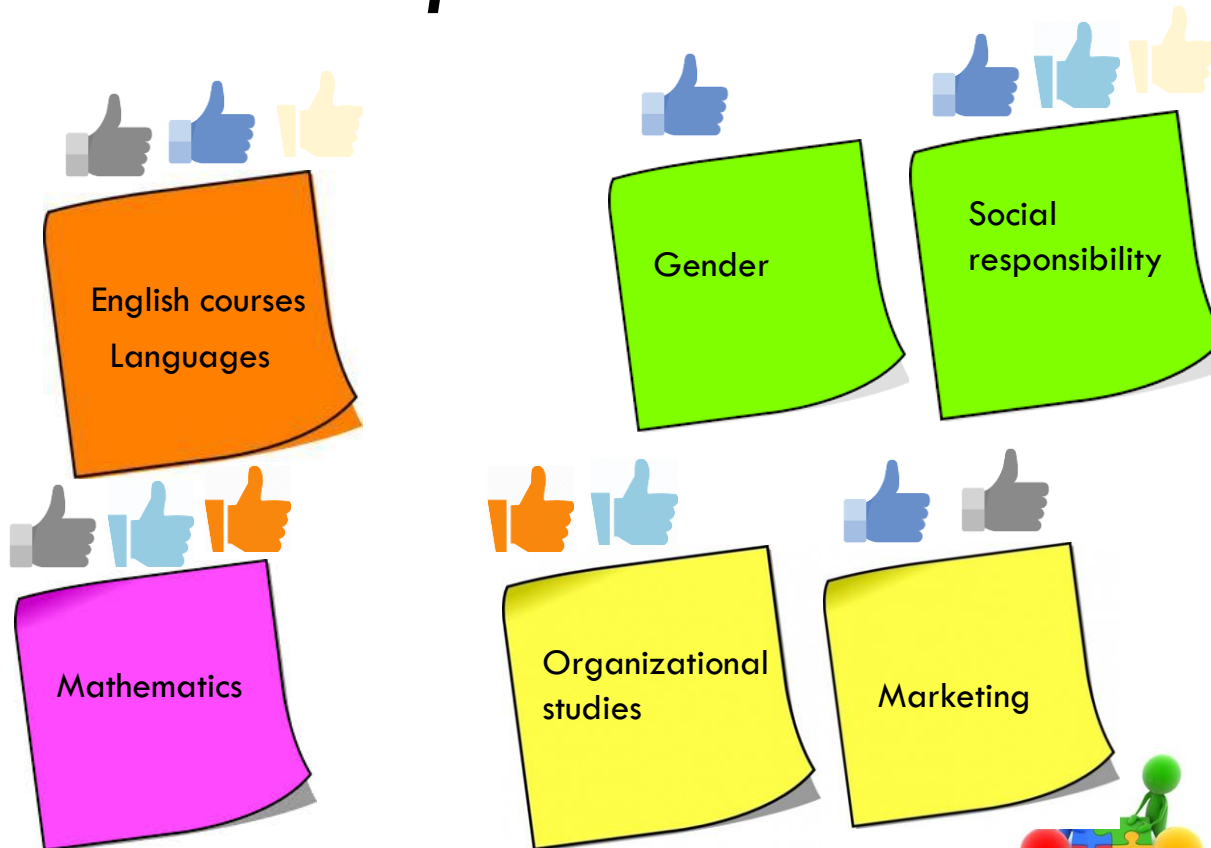 English courses
Languages
Gender
Social
responsibility
Mathematics
Organizational
studies
Marketing